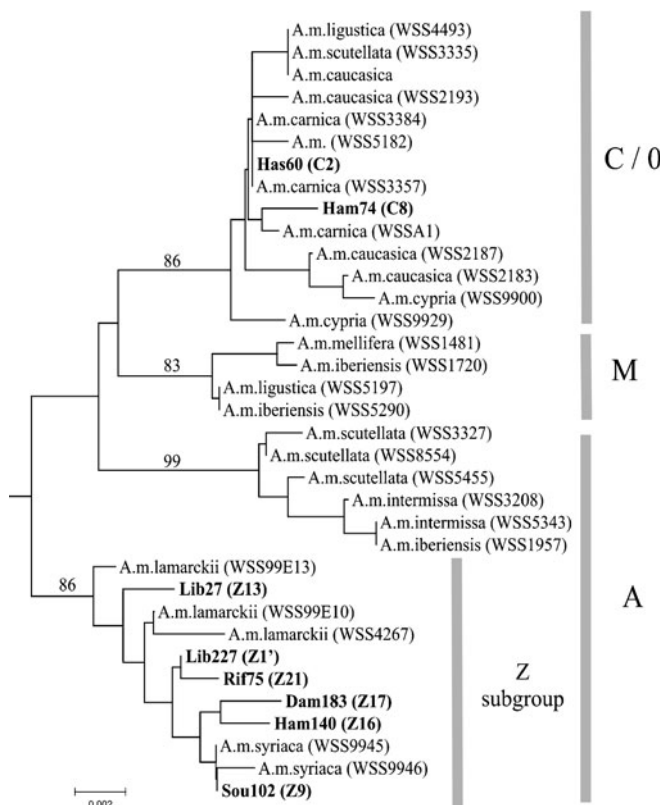 A.m.ligustica (WSS4493)
A.m.scutellata (WSS3335)
A.m.caucasica
A.m.caucasica (WSS2193)
A.m.carnica (WSS3384)
A.m. (WSS5182)
Has60 (C2)
A.m.carnica (WSS3357)
Ham74 (C8)
A.m.carnica (WSSA1)
A.m.caucasica (WSS2187)
86
A.m.caucasica (WSS2183)
A.m.cypria (WSS9900)
A.m.cypria (WSS9929)
C / 0
A.m.mellifera (WSS1481)
83
A.m.iberiensis (WSS1720)
A.m.ligustica (WSS5197)
A.m.iberiensis (WSS5290)
M
A.m.scutellata (WSS3327)
A.m.scutellata (WSS8554)
99
A.m.scutellata (WSS5455)
A.m.intermissa (WSS3208)
A.m.intermissa (WSS5343)
A.m.iberiensis (WSS1957)
A.m.lamarckii (WSS99E13)
86
Lib27 (Z13)
A.m.lamarckii (WSS99E10)
A.m.lamarckii (WSS4267)
Lib227 (Z1’)
Rif75 (Z21)
Dam183 (Z17)
Ham140 (Z16)
A.m.syriaca (WSS9945)
A.m.syriaca (WSS9946)
Sou102 (Z9)
Z
subgroup
A
0.002